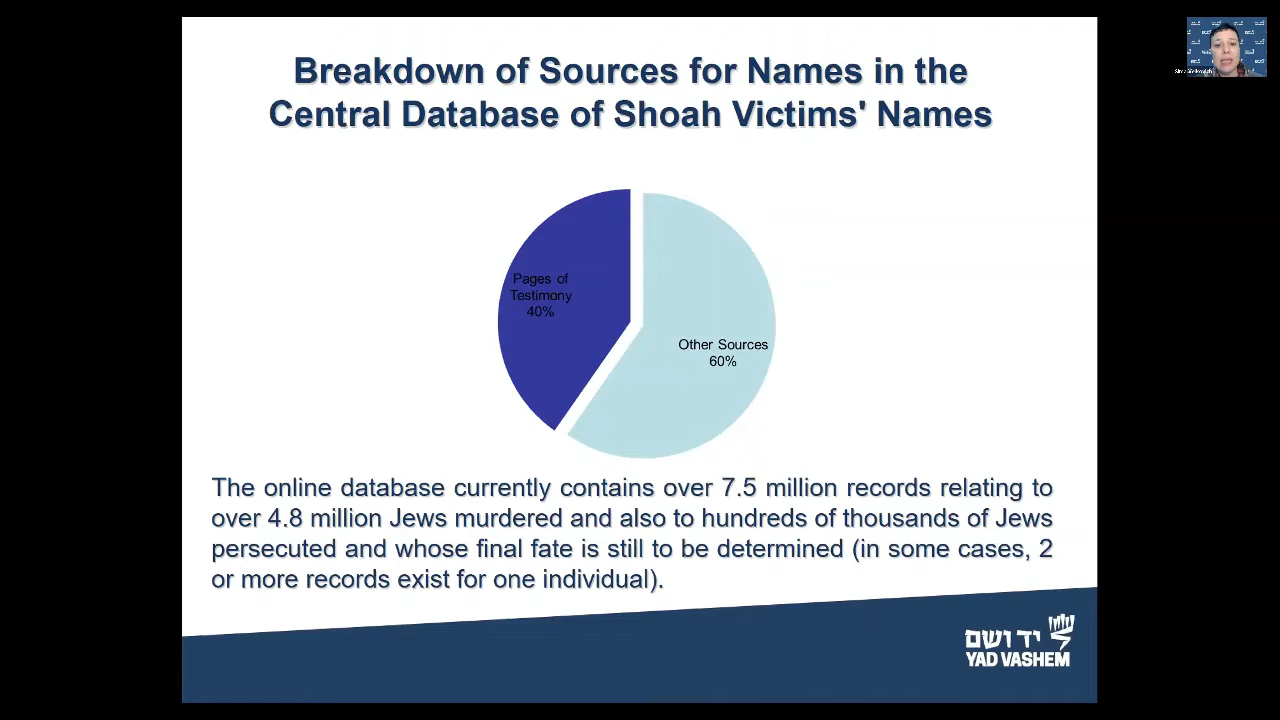 Breakdown of Sources for Names in the
Central Database of Shoah Victims' Names
Pages of
Testimony
40%
Other Sources
60%
The online database currently contains over 7.5 million records relating to
over 4.8 million Jews murdered and also to hundreds of thousands of Jews
persecuted and whose final fate is still to be determined (in some cases, 2
or more records exist for one individual).
יד ושם
YAD VASHEM